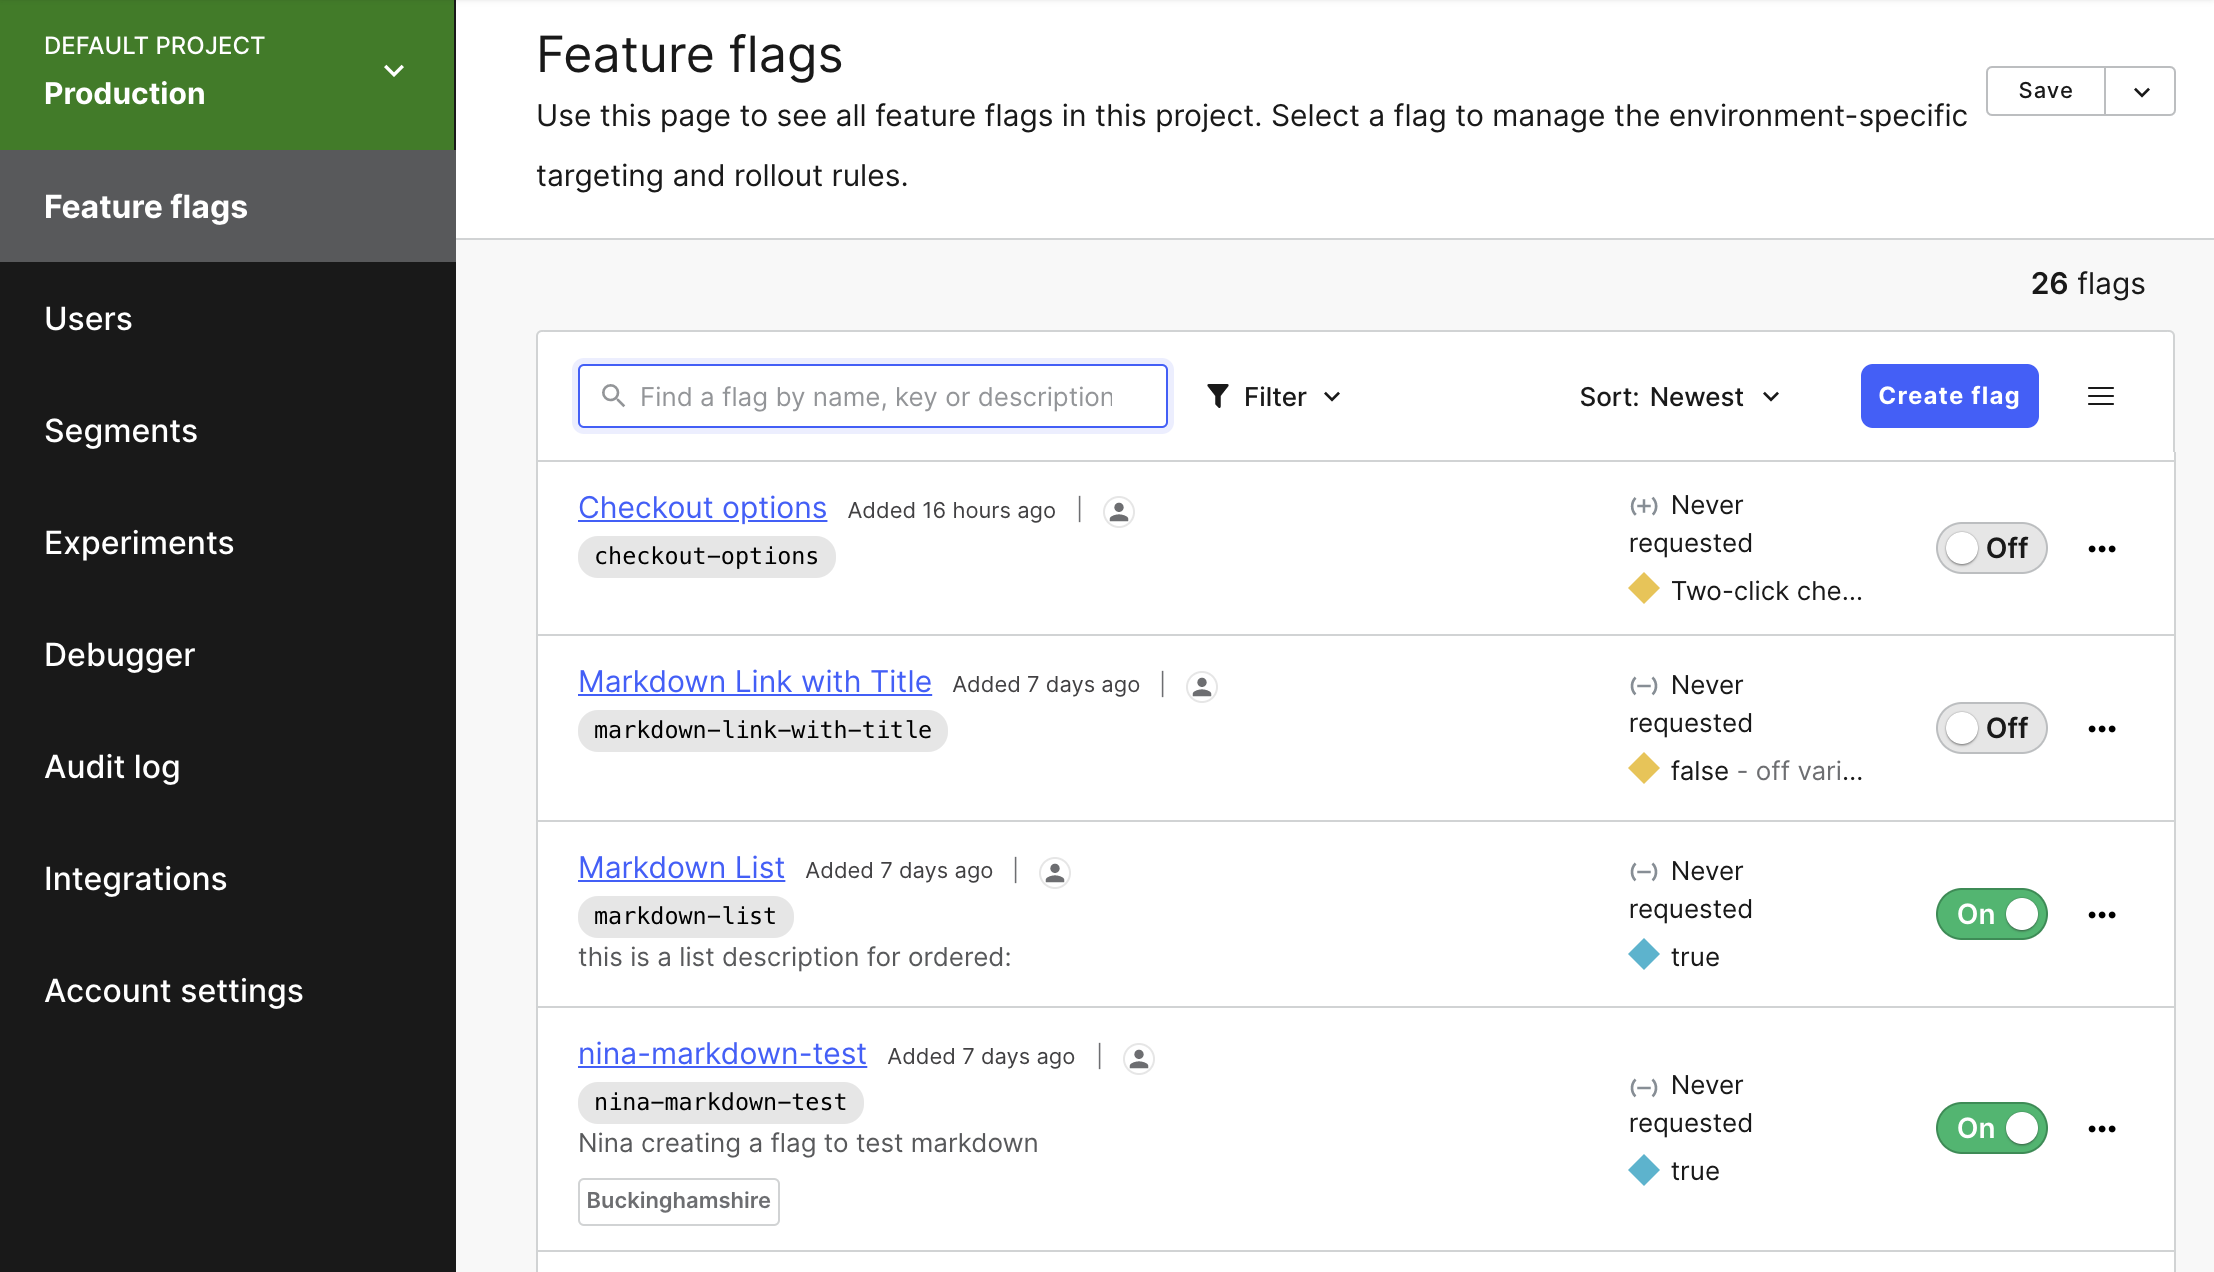 DEFAULT PROJECT
Production
Feature flags
Users
Segments
Experiments
Debugger
Audit log
Integrations
Account settings
Feature flags
Use this page to see all feature flags in this project. Select a flag to manage the environment-specific
targeting and rollout rules.
Save
26 flags
Find a flag by name, key or description
Filter
Sort: Newest
Create flag
Checkout options Added 16 hours ago
checkout-options
Never
requested
Two-click che...
Off
Markdown Link with Title Added 7 days ago
markdown-link-with-title
Never
requested
false - off vari...
Off
Markdown List Added 7 days ago
markdown-list
this is a list description for ordered:
Never
requested
true
On
nina-markdown-test Added 7 days ago
nina-markdown-test
Nina creating a flag to test markdown
Buckinghamshire
Never
requested
true
On